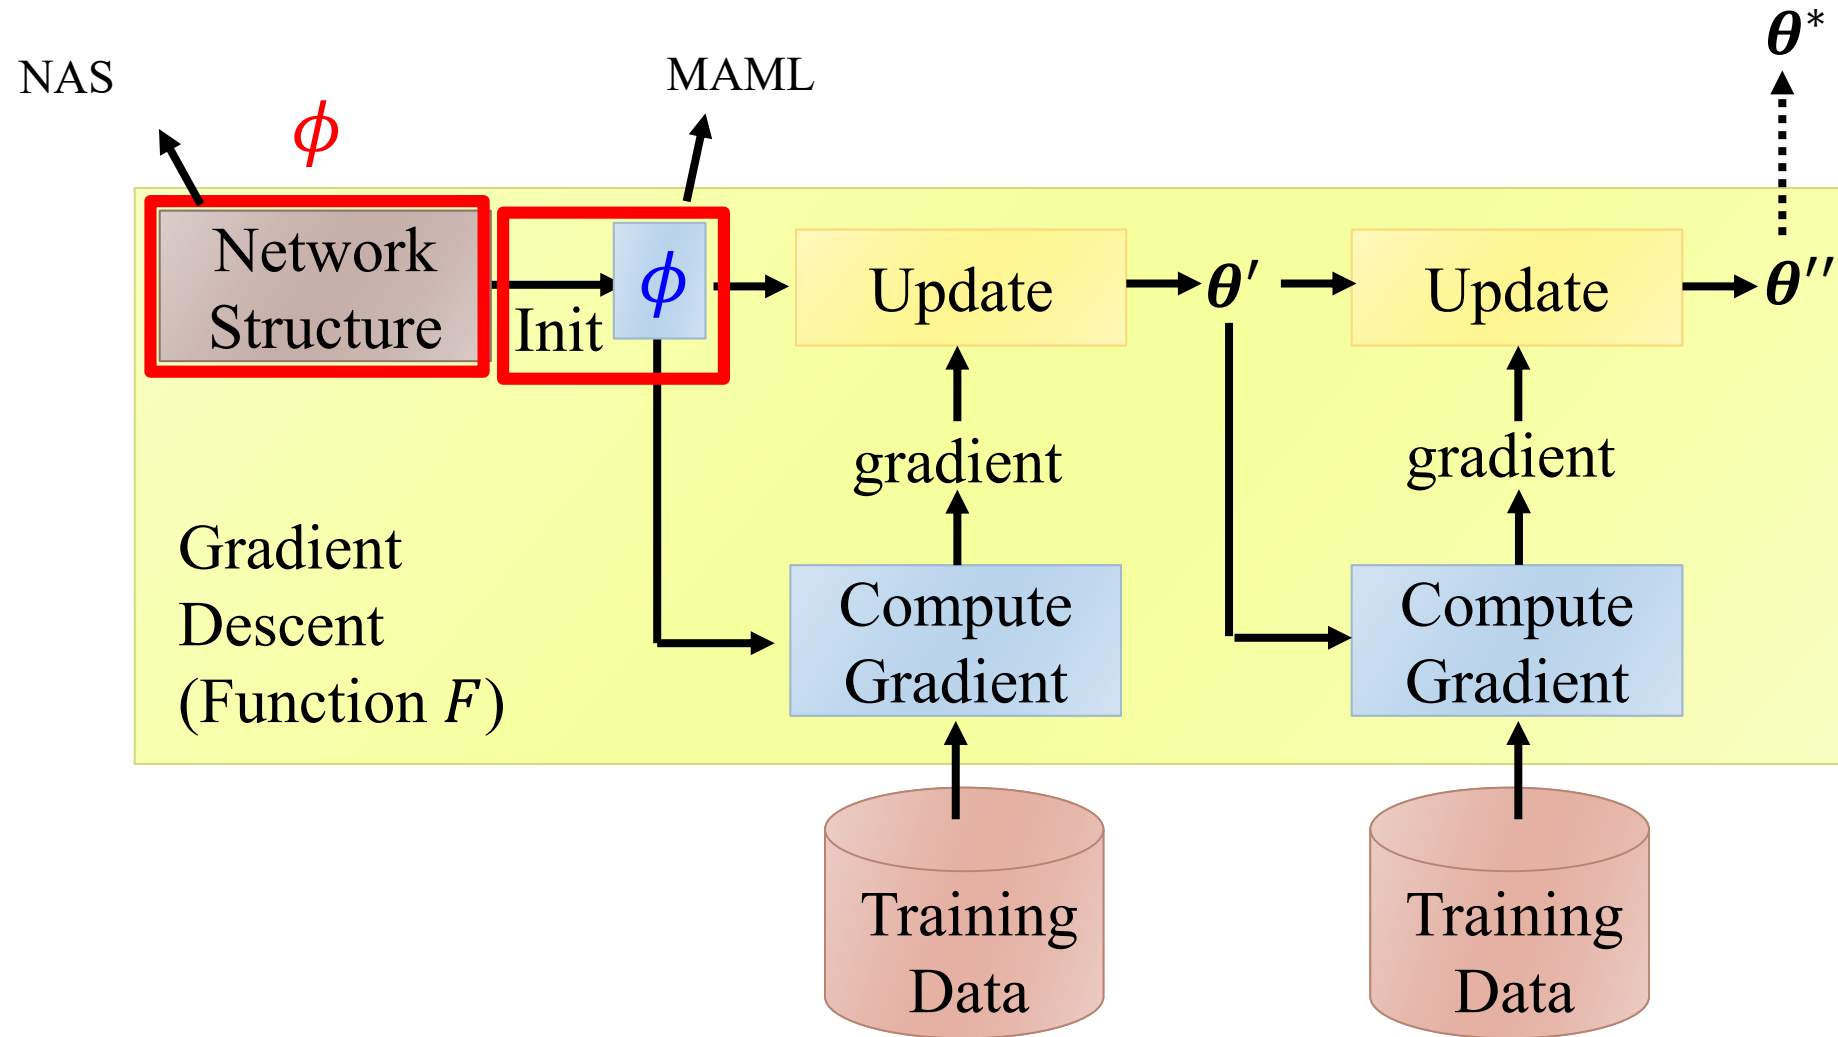 NAS
MAML
θ*
ϕ
Network
Structure
Init
ϕ
Update
θ′
Update
θ′′
gradient
gradient
Gradient
Descent
(Function F)
Compute
Gradient
Compute
Gradient
Training
Data
Training
Data